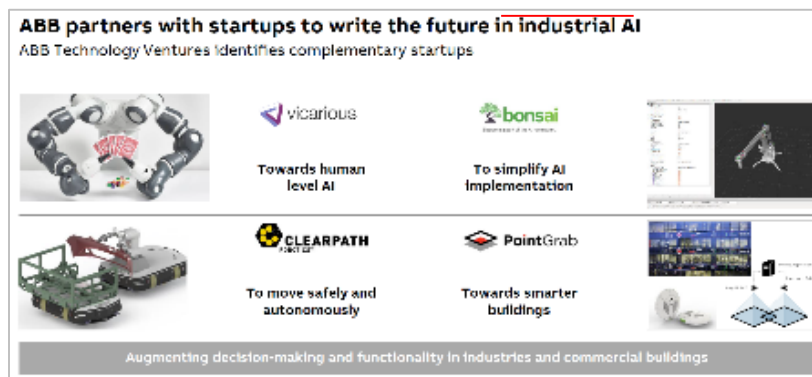 ABB partners with startups to write the future in industrial AI
ABB Technology Ventures identifies complementary startups
vicarious
bonsai
Towards human
level AI
To simplify AI
implementation
CLEARPATH
PointGrab
To move safely and
autonomously
Towards smarter
buildings
Augmenting decision-making and functionality in industries and commercial buildings